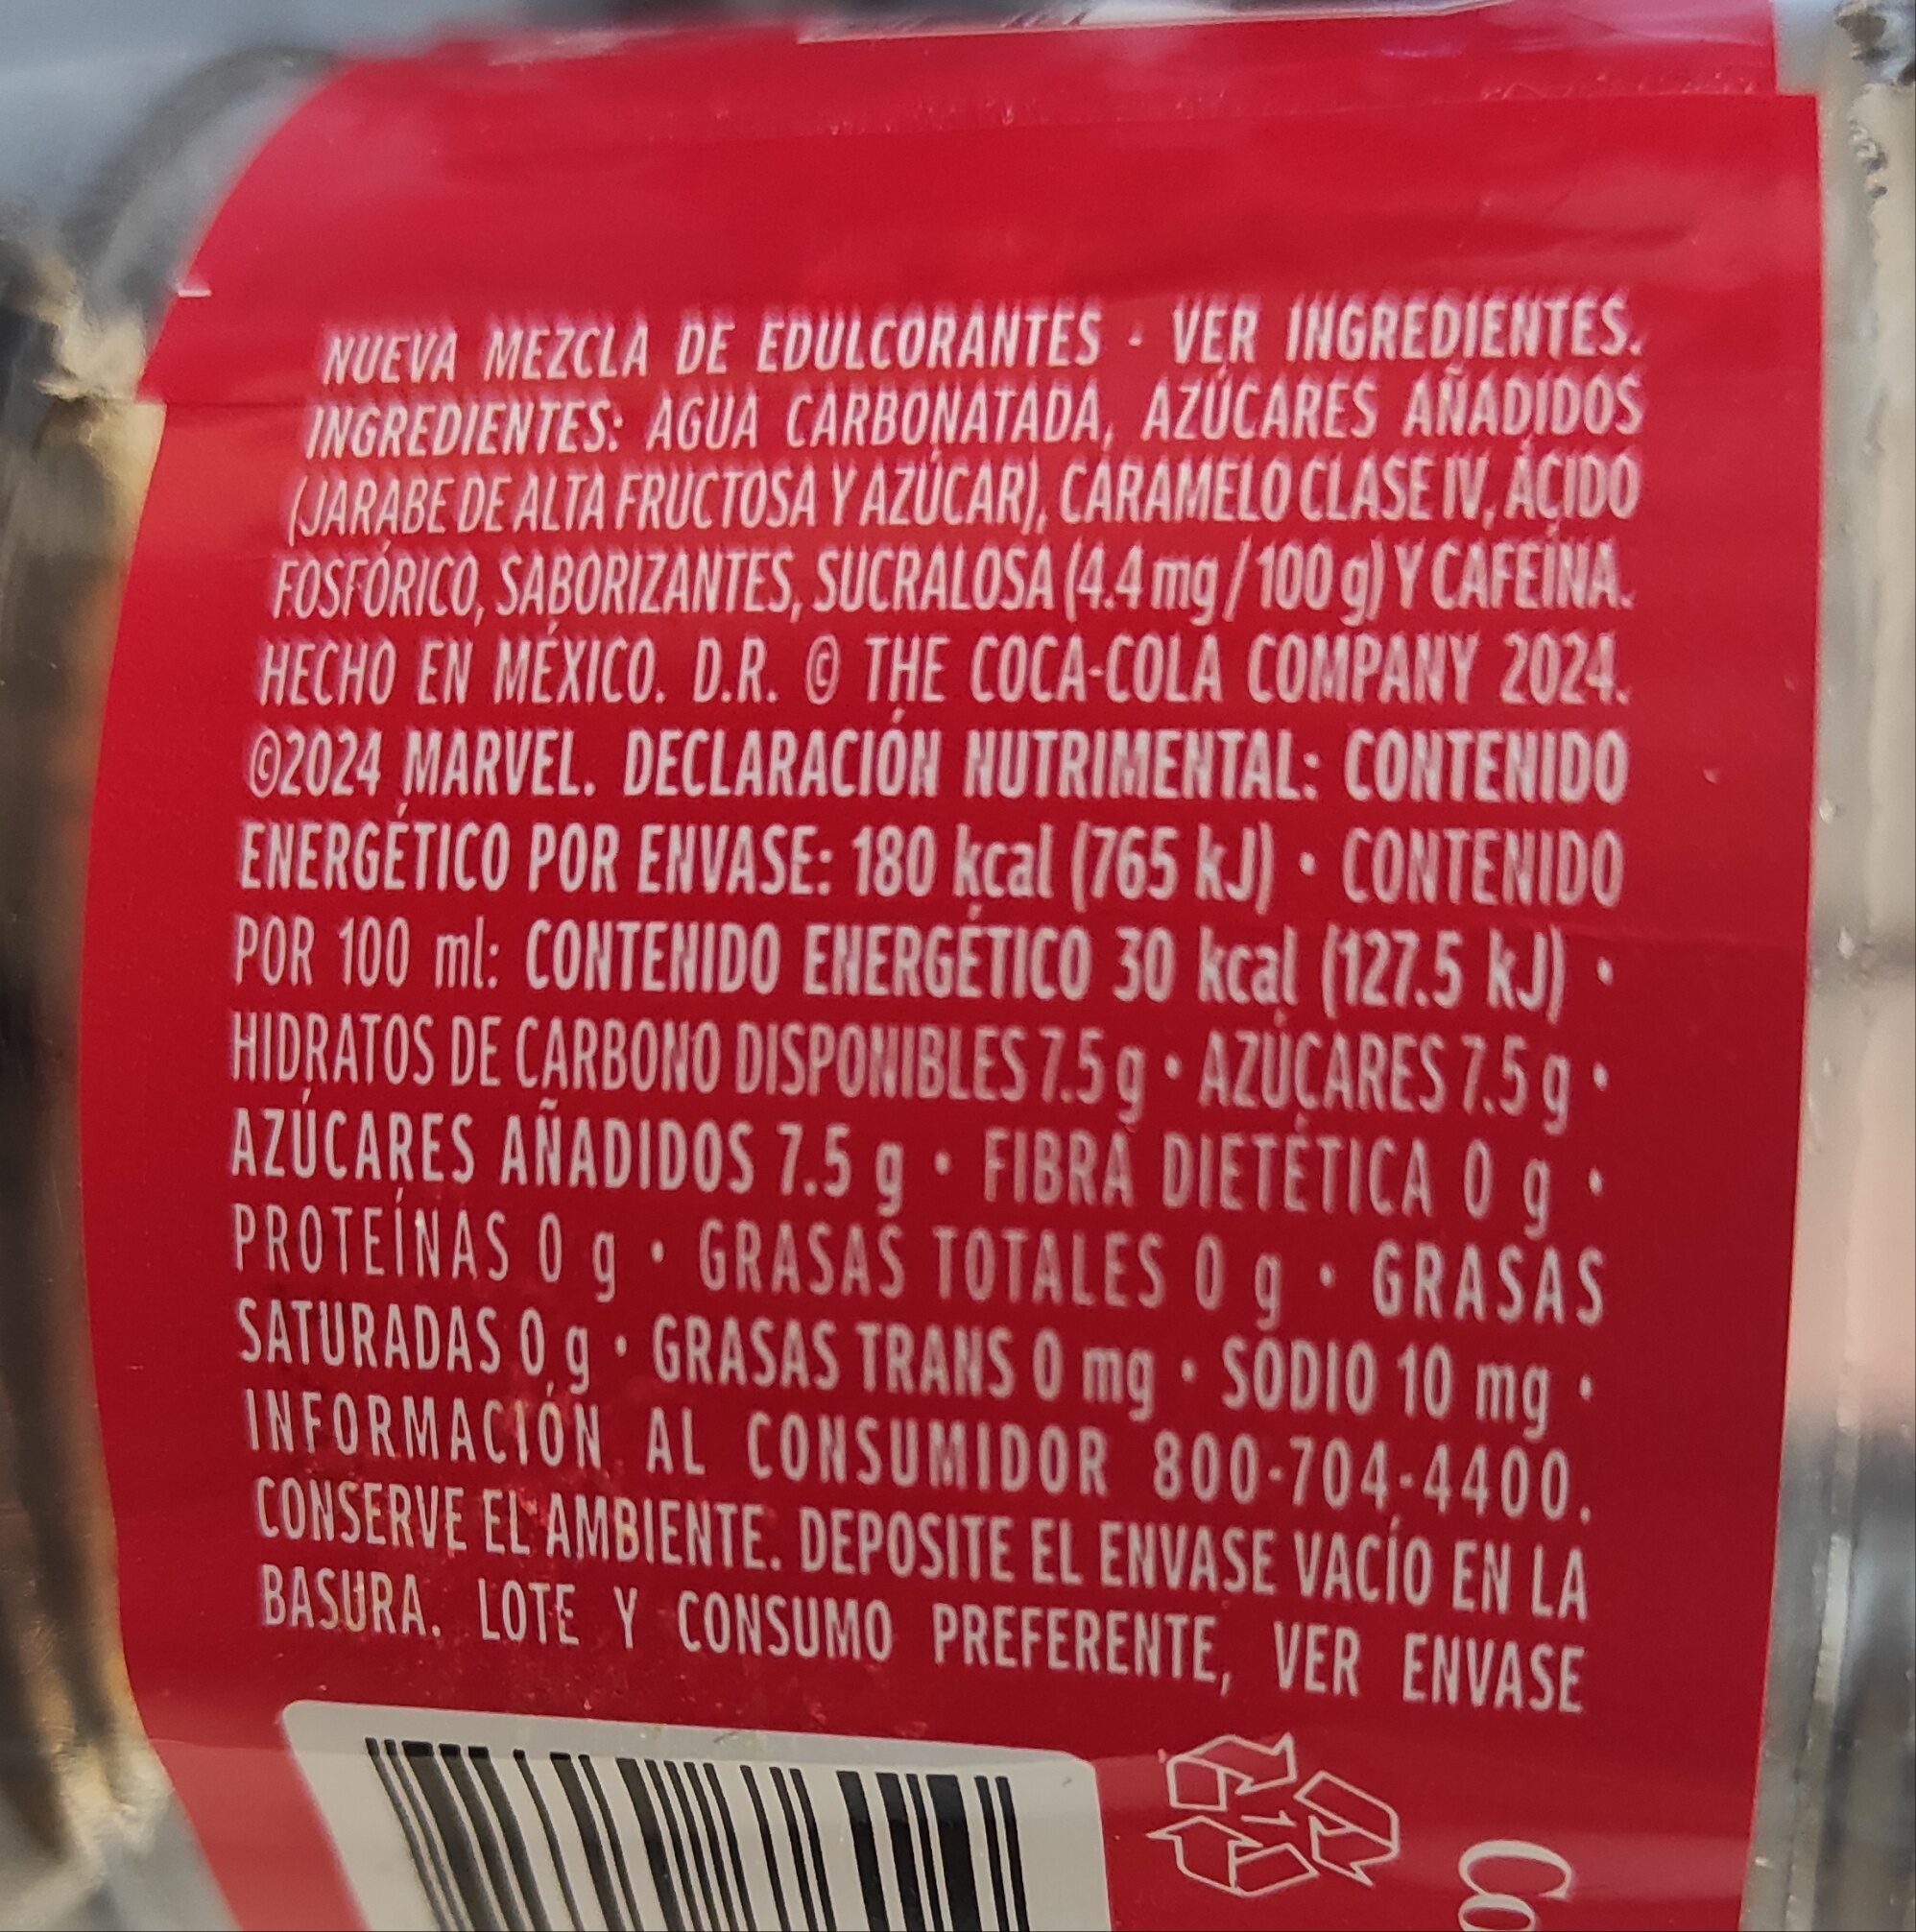 NUEVA MEZCLA DE EDULCORANTES · VER INGREDIENTES.
INGREDIENTES: AGUA CARBONATADA, AZÚCARES AÑADIDOS
(JARABE DE ALTA FRUCTOSA Y AZÚCAR), CARAMELO CLASE IV, ÁCIDO
FOSFÓRICO, SABORIZANTES, SUCRALOSA (4.4 mg/100 g) Y CAFEÍNA.
HECHO EN MÉXICO. D.R. © THE COCA-COLA COMPANY 2024.
©2024 MARVEL. DECLARACIÓN NUTRIMENTAL: CONTENIDO
ENERGÉTICO POR ENVASE: 180 kcal (765 kJ) • CONTENIDO
POR 100 ml: CONTENIDO ENERGÉTICO 30 kcal (127.5 kJ) •
HIDRATOS DE CARBONO DISPONIBLES 7.5 g • AZÚCARES 7.5 g •
AZÚCARES AÑADIDOS 7.5 g • FIBRA DIETÉTICA 0 g •
PROTEÍNAS 0 g • GRASAS TOTALES 0 g • GRASAS
SATURADAS 0 g • GRASAS TRANS 0 mg • SODIO 10 mg •
INFORMACIÓN AL CONSUMIDOR 800-704-4400.
CONSERVE EL AMBIENTE. DEPOSITE EL ENVASE VACÍO EN LA
BASURA. LOTE Y CONSUMO PREFERENTE, VER ENVASE
Co